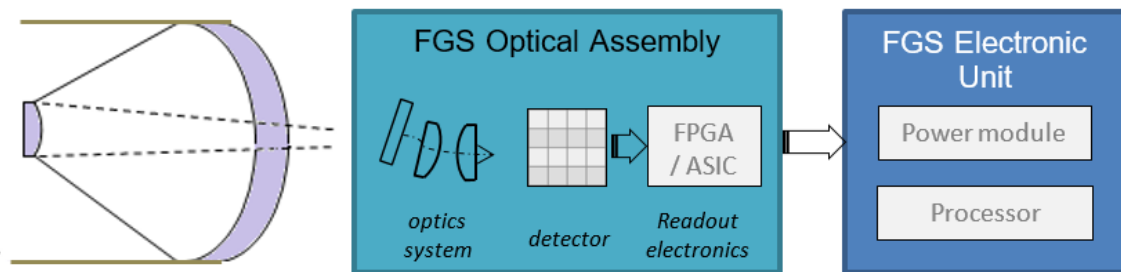 FGS Optical Assembly
optics
system
detector
FPGA
/ ASIC
Readout
electronics
FGS Electronic
Unit
Power module
Processor